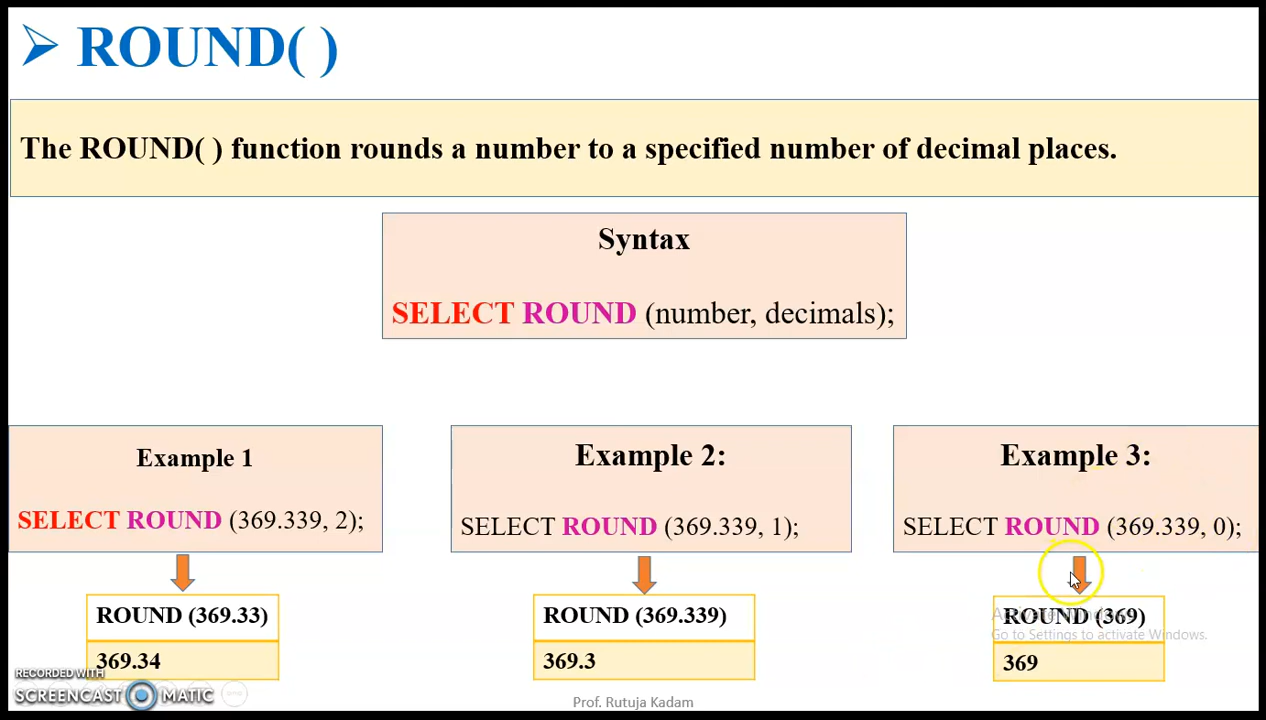 ROUND( )
The ROUND( ) function rounds a number to a specified number of decimal places.
Syntax
SELECT ROUND (number, decimals);
Example 1
SELECT ROUND (369.339, 2);
ROUND (369.33)
369.34
Example 2:
SELECT ROUND (369.339, 1);
ROUND (369.339)
369.3
Example 3:
SELECT ROUND (369.339, 0);
ROUND (369)
369
Go to Settings to activate Windows.
RECORDED WITH
SCREENCAST MATIC
Prof. Rutuja Kadam